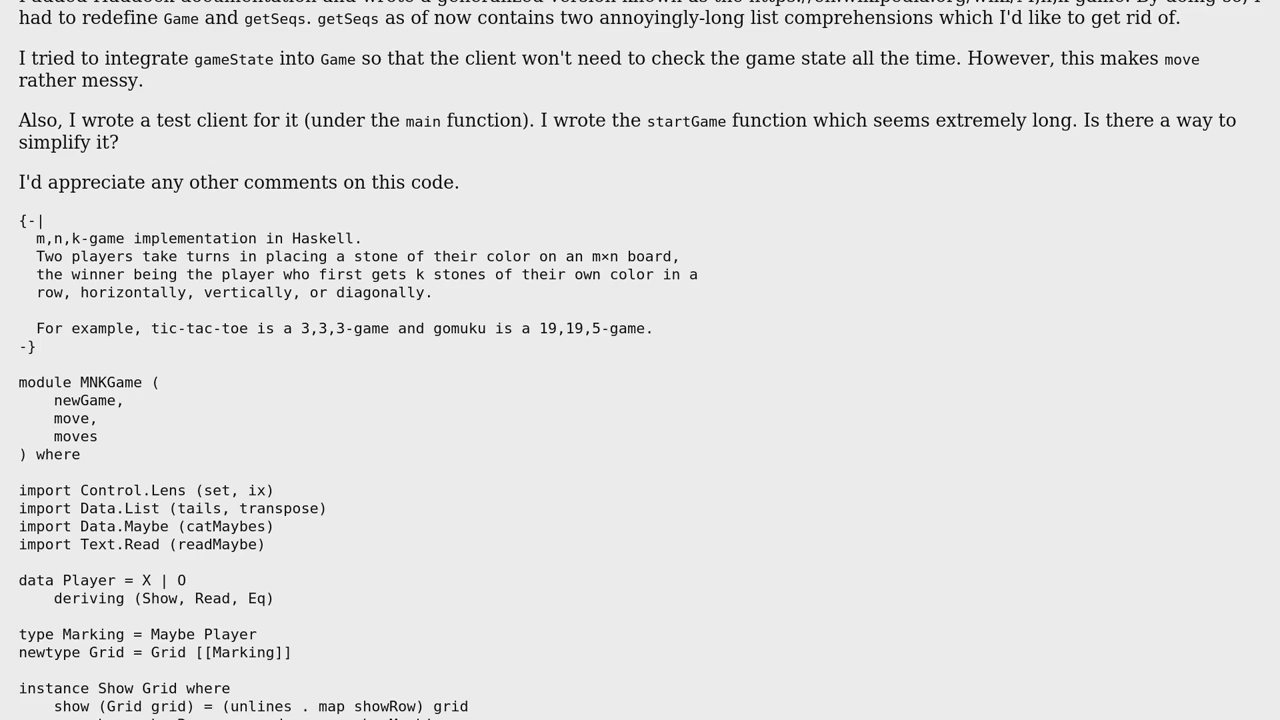 had to redefine Game and getSeqs. getSeqs as of now contains two annoyingly-long list comprehensions which I'd like to get rid of.
I tried to integrate gameState into Game so that the client won't need to check the game state all the time. However, this makes move
rather messy.
Also, I wrote a test client for it (under the main function). I wrote the startGame function which seems extremely long. Is there a way to
simplify it?
I'd appreciate any other comments on this code.
{-|
  m,n,k-game implementation in Haskell.
  Two players take turns in placing a stone of their color on an m×n board,
  the winner being the player who first gets k stones of their own color in a
  row, horizontally, vertically, or diagonally.
  For example, tic-tac-toe is a 3,3,3-game and gomuku is a 19,19,5-game.
-}
module MNKGame (
    newGame,
    move,
    moves
) where
import Control.Lens (set, ix)
import Data.List (tails, transpose)
import Data.Maybe (catMaybes)
import Text.Read (readMaybe)
data Player = X | O
    deriving (Show, Read, Eq)
type Marking = Maybe Player
newtype Grid = Grid [[Marking]]
instance Show Grid where
    show (Grid grid) = (unlines . map showRow) grid